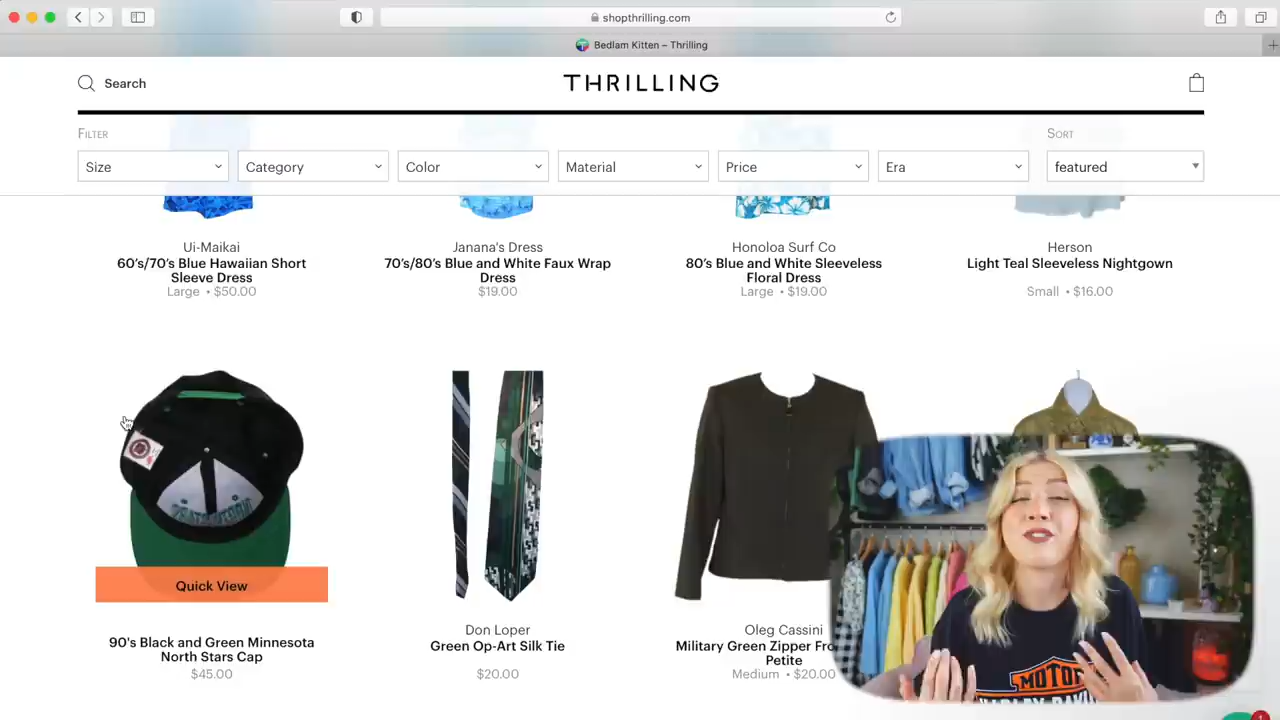 shopthrilling.com
Bedlam Kitten – Thrilling
Search
THRILLING
FILTER
SORT
Size
Category
Color
Material
Price
Era
featured
Ui-Maikai
60's/70's Blue Hawaiian Short
Sleeve Dress
Large • $50.00
Janana's Dress
70's/80's Blue and White Faux Wrap
Dress
$19.00
Honoloa Surf Co
80's Blue and White Sleeveless
Floral Dress
Large • $19.00
Herson
Light Teal Sleeveless Nightgown
Small • $16.00
Quick View
90's Black and Green Minnesota
North Stars Cap
$45.00
Don Loper
Green Op-Art Silk Tie
$20.00
Oleg Cassini
Military Green Zipper Fro
Petite
Medium • $20.00
MOTO
HARLEY-DAVI
1